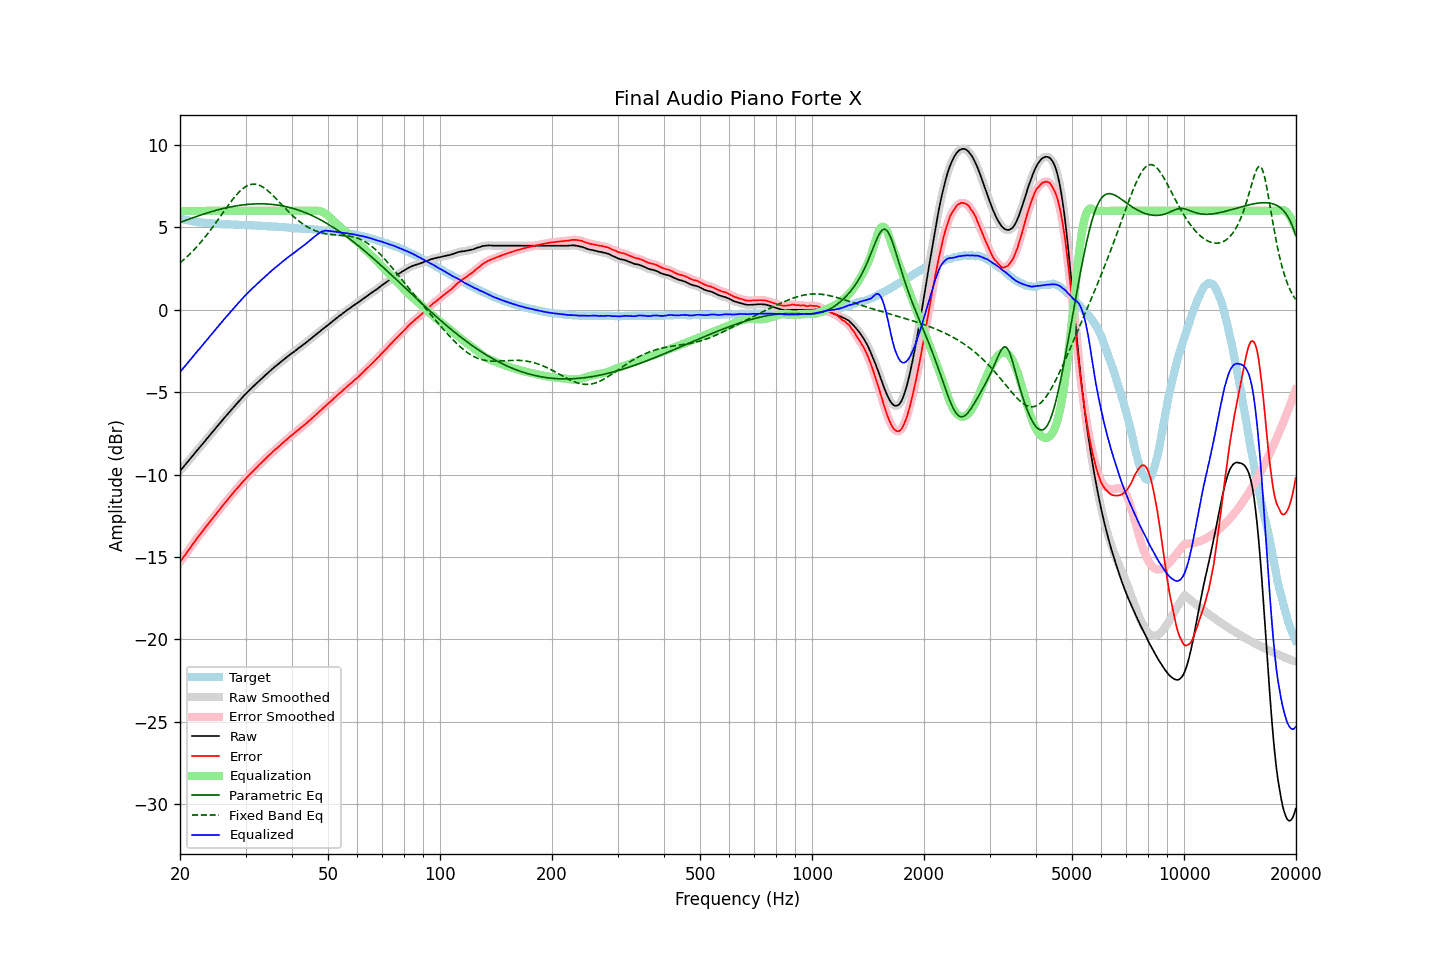 Final Audio Piano Forte X
Amplitude (dBr)
10
5
0
−5
−10
−15
−20
−25
−30
Target
Raw Smoothed
Error Smoothed
Raw
Error
Equalization
Parametric Eq
Fixed Band Eq
Equalized
20 50 100 200 500 1000 2000 5000 10000 20000
Frequency (Hz)